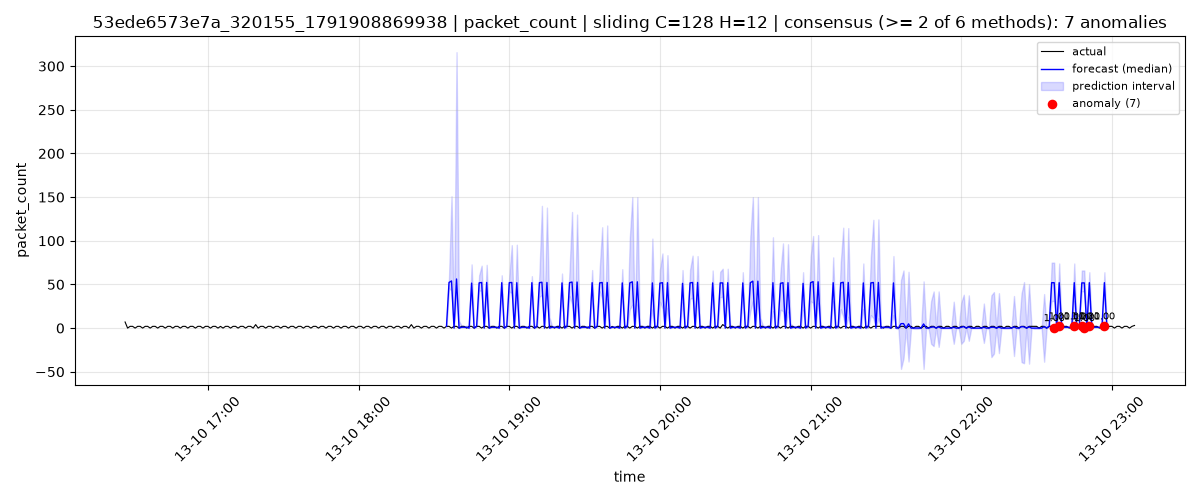 53ede6573e7a_320155_1791908869938 | packet_count | sliding C=128 H=12 | consensus (>= 2 of 6 methods): 7 anomalies
actual
forecast (median)
prediction interval
anomaly (7)
packet_count
300
250
200
150
100
50
0
−50
13-10 17:00
13-10 18:00
13-10 19:00
13-10 20:00
13-10 21:00
13-10 22:00
13-10 23:00
time